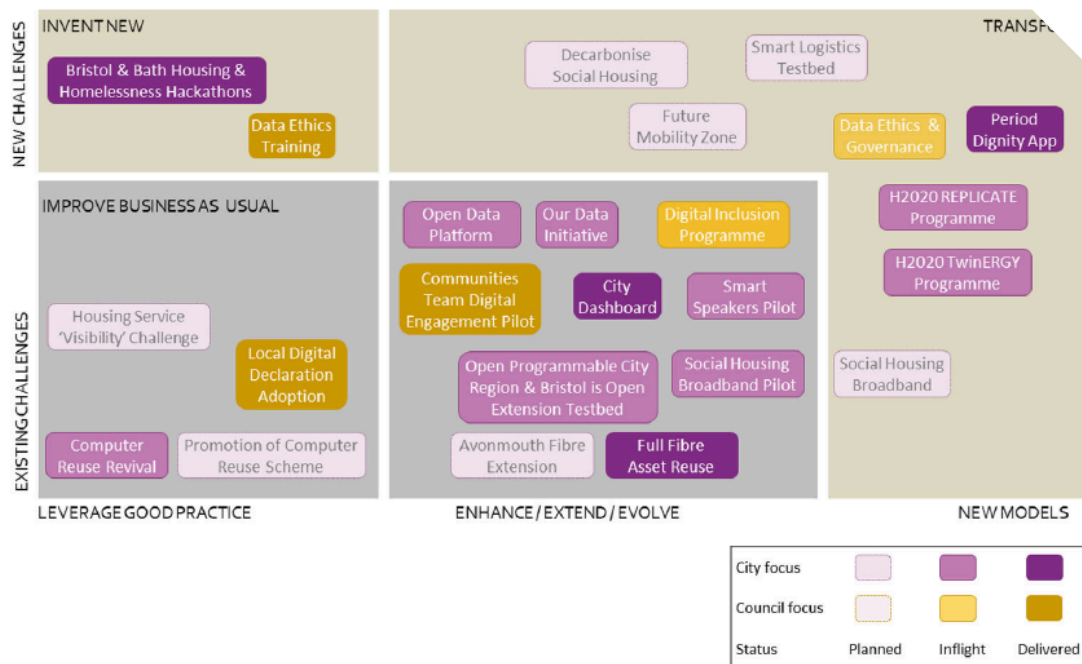 NEW CHALLENGES
INVENT NEW
Bristol & Bath Housing &
Homelessness Hackathons
Data Ethics
Training
Decarbonise
Social Housing
Smart Logistics
Testbed
Future
Mobility Zone
Data Ethics &
Governance
Period
Dignity App
EXISTING CHALLENGES
IMPROVE BUSINESS AS USUAL
Housing Service
'Visibility' Challenge
Local Digital
Declaration
Adoption
Computer
Reuse Revival
Promotion of Computer
Reuse Scheme
Open Data
Platform
Our Data
Initiative
Digital Inclusion
Programme
Communities
Team Digital
Engagement Pilot
City
Dashboard
Smart
Speakers Pilot
Open Programmable City
Region & Bristol is Open
Extension Testbed
Social Housing
Broadband Pilot
Avonmouth Fibre
Extension
Full Fibre
Asset Reuse
H2020 REPLICATE
Programme
H2020 TwinERGY
Programme
Social Housing
Broadband
LEVERAGE GOOD PRACTICE
ENHANCE / EXTEND / EVOLVE
NEW MODELS
City focus
Council focus
Status
Planned
Inflight
Delivered